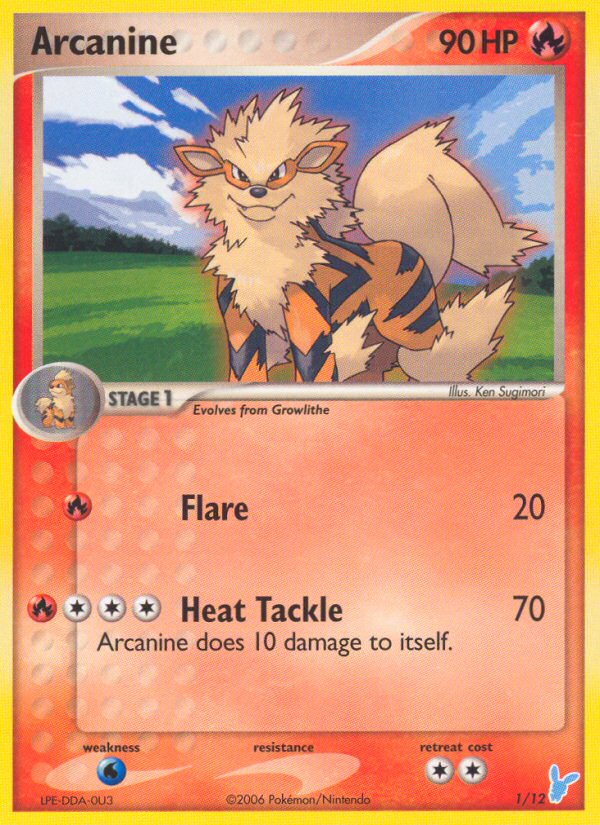 Arcanine 90 HP
Illus. Ken Sugimori
STAGE 1
Evolves from Growlithe
Flare 20
Heat Tackle 70
Arcanine does 10 damage to itself.
weakness resistance retreat cost
LPE-DDA-0U3 ©2006 Pokémon/Nintendo 1/12